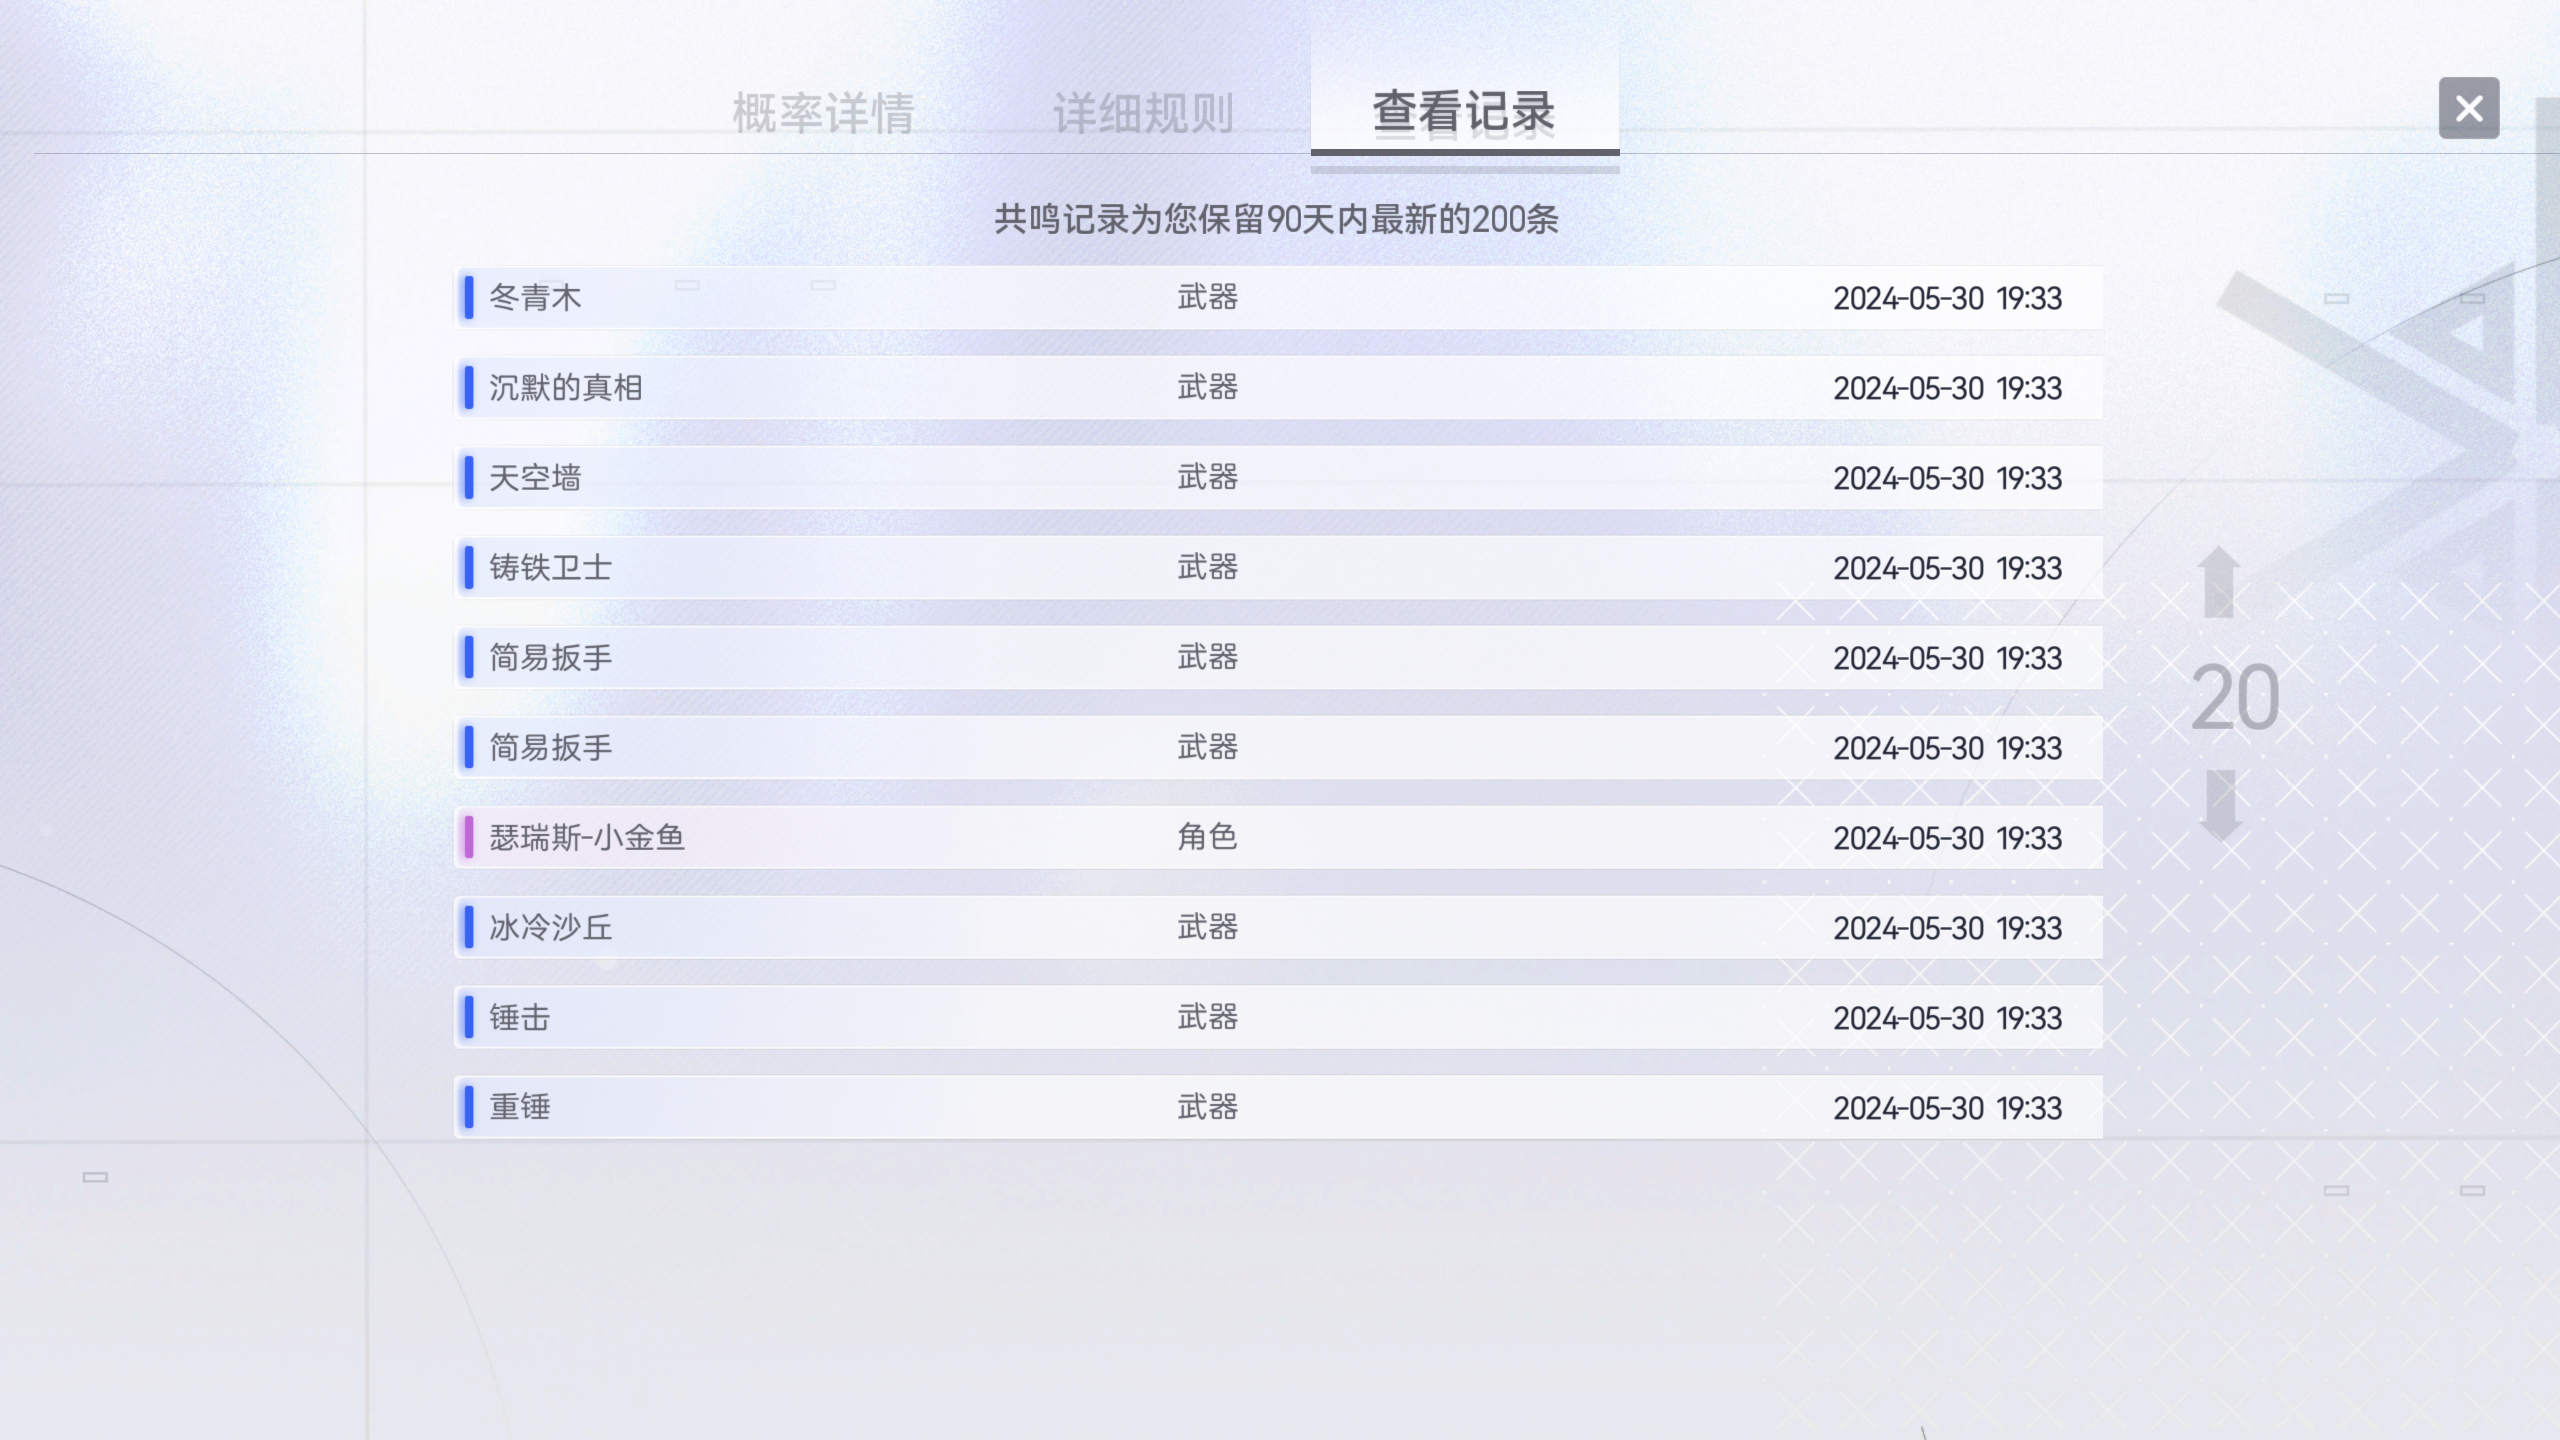 概率详情 详细规则 查看记录
共鸣记录为您保留90天内最新的200条
冬青木 武器 2024-05-30 19:33
沉默的真相 武器 2024-05-30 19:33
天空墙 武器 2024-05-30 19:33
铸铁卫士 武器 2024-05-30 19:33
简易扳手 武器 2024-05-30 19:33
简易扳手 武器 2024-05-30 19:33
20
瑟瑞斯-小金鱼 角色 2024-05-30 19:33
冰冷沙丘 武器 2024-05-30 19:33
锤击 武器 2024-05-30 19:33
重锤 武器 2024-05-30 19:33